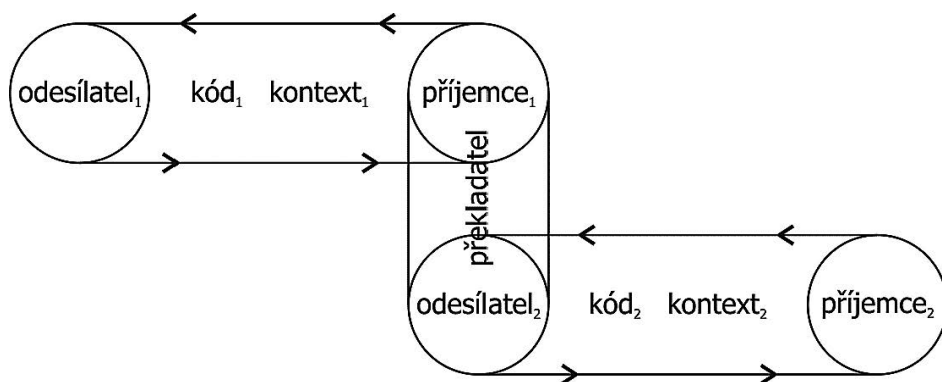 odesílatel₁ kód₁ kontext₁ příjemce₁
překladatel
odesílatel₂ kód₂ kontext₂ příjemce₂